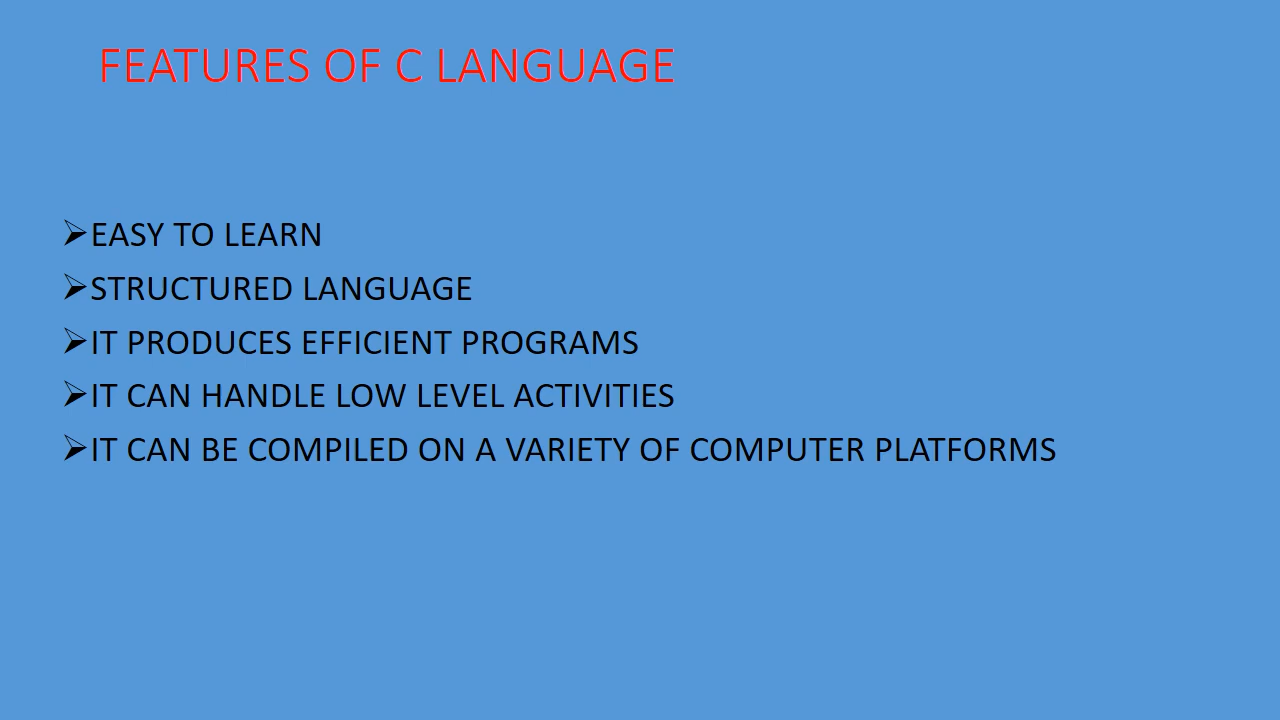 FEATURES OF C LANGUAGE
➢EASY TO LEARN
➢STRUCTURED LANGUAGE
➢IT PRODUCES EFFICIENT PROGRAMS
➢IT CAN HANDLE LOW LEVEL ACTIVITIES
➢IT CAN BE COMPILED ON A VARIETY OF COMPUTER PLATFORMS